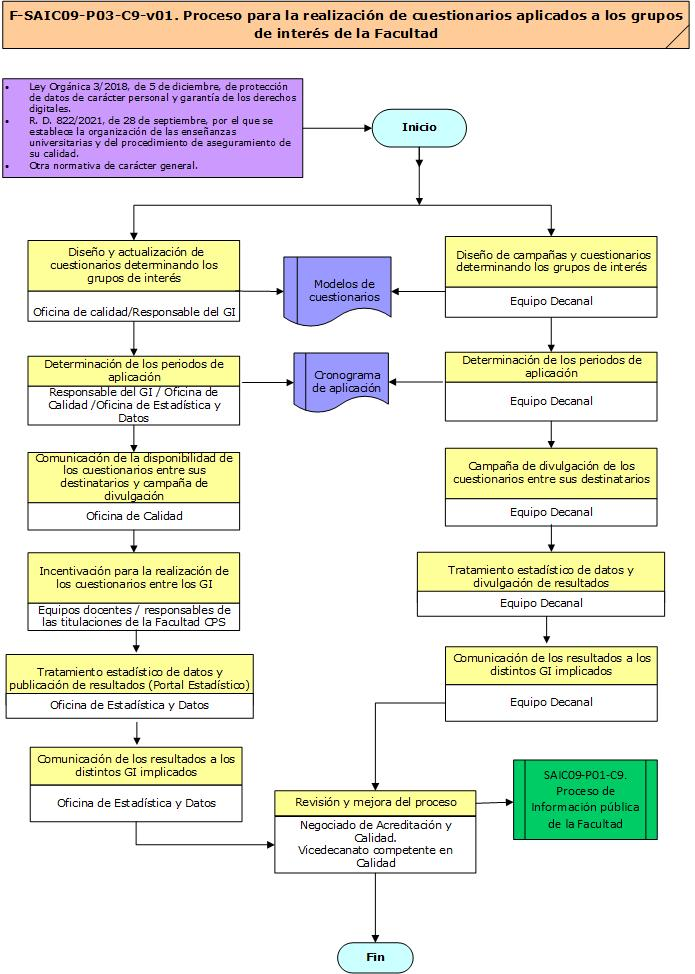 F-SAIC09-P03-C9-v01. Proceso para la realización de cuestionarios aplicados a los grupos
de interés de la Facultad
• Ley Orgánica 3/2018, de 5 de diciembre, de protección
de datos de carácter personal y garantía de los derechos
digitales.
• R. D. 822/2021, de 28 de septiembre, por el que se
establece la organización de las enseñanzas
universitarias y del procedimiento de aseguramiento de
su calidad.
• Otra normativa de carácter general.
Inicio
Diseño y actualización de
cuestionarios determinando los
grupos de interés
Oficina de calidad/Responsable del GI
Modelos de
cuestionarios
Diseño de campañas y cuestionarios
determinando los grupos de interés
Equipo Decanal
Determinación de los periodos de
aplicación
Responsable del GI / Oficina de
Calidad /Oficina de Estadística y
Datos
Cronograma
de aplicación
Determinación de los periodos de
aplicación
Equipo Decanal
Comunicación de la disponibilidad de
los cuestionarios entre sus
destinatarios y campaña de
divulgación
Oficina de Calidad
Campaña de divulgación de los
cuestionarios entre sus destinatarios
Equipo Decanal
Incentivación para la realización de
los cuestionarios entre los GI
Equipos docentes / responsables de
las titulaciones de la Facultad CPS
Tratamiento estadístico de datos y
divulgación de resultados
Equipo Decanal
Tratamiento estadístico de datos y
publicación de resultados (Portal Estadístico)
Oficina de Estadística y Datos
Comunicación de los resultados a los
distintos GI implicados
Equipo Decanal
Comunicación de los resultados a los
distintos GI implicados
Oficina de Estadística y Datos
Revisión y mejora del proceso
Negociado de Acreditación y
Calidad.
Vicedecanato competente en
Calidad
SAIC09-P01-C9.
Proceso de
Información pública
de la Facultad
Fin